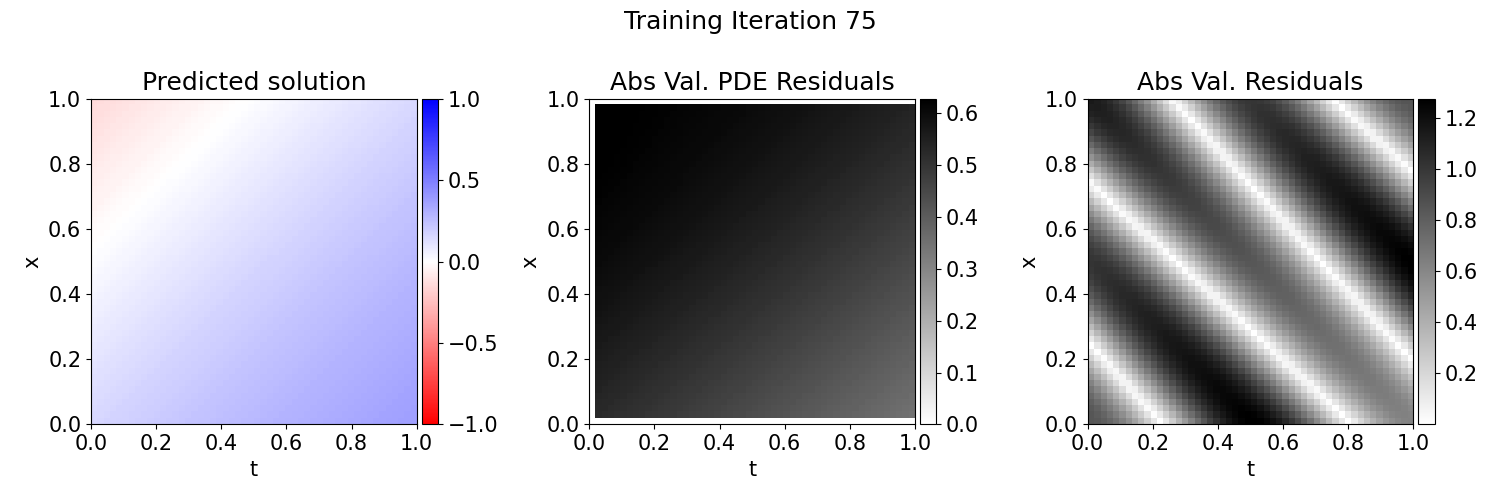 Training Iteration 75
Predicted solution
Abs Val. PDE Residuals
Abs Val. Residuals
1.0
0.8
0.6
0.4
0.2
0.0
x
0.0 0.2 0.4 0.6 0.8 1.0
t
1.0
0.5
0.0
−0.5
−1.0
1.0
0.8
0.6
0.4
0.2
0.0
x
0.0 0.2 0.4 0.6 0.8 1.0
t
0.6
0.5
0.4
0.3
0.2
0.1
0.0
1.0
0.8
0.6
0.4
0.2
0.0
x
0.0 0.2 0.4 0.6 0.8 1.0
t
1.2
1.0
0.8
0.6
0.4
0.2